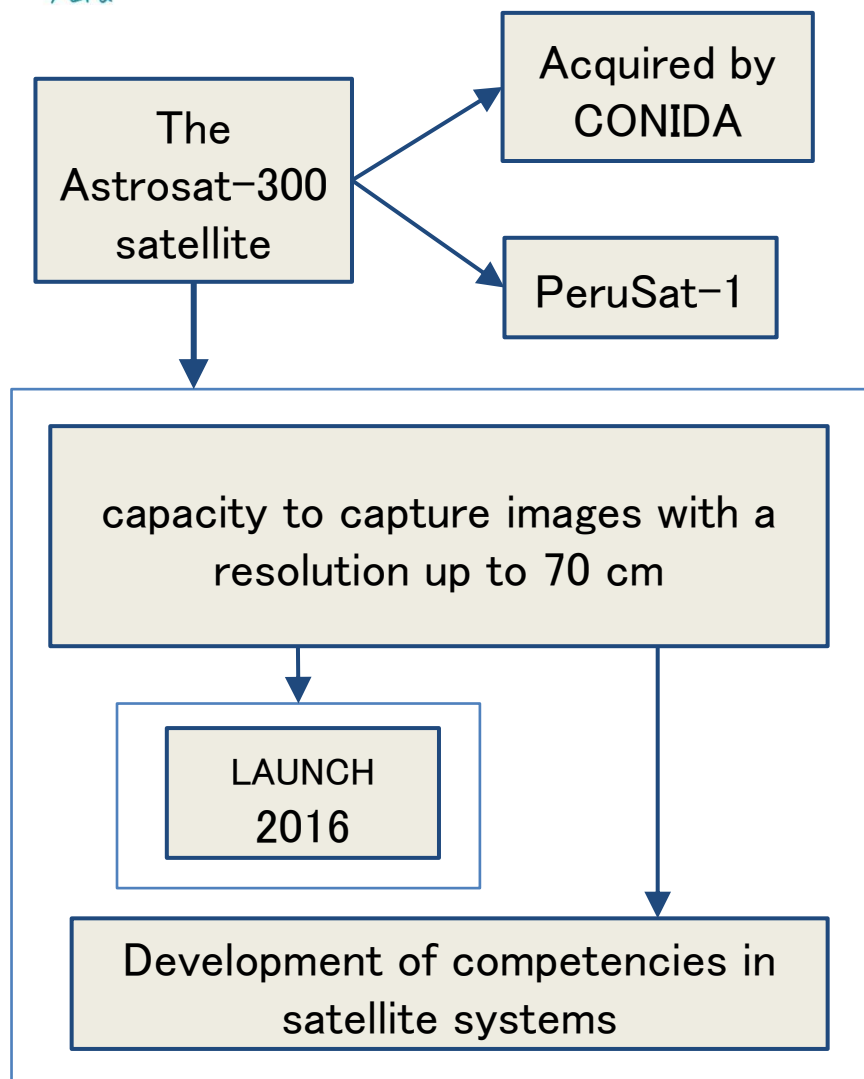 The
Astrosat-300
satellite
Acquired by
CONIDA
PeruSat-1
capacity to capture images with a
resolution up to 70 cm
LAUNCH
2016
Development of competencies in
satellite systems